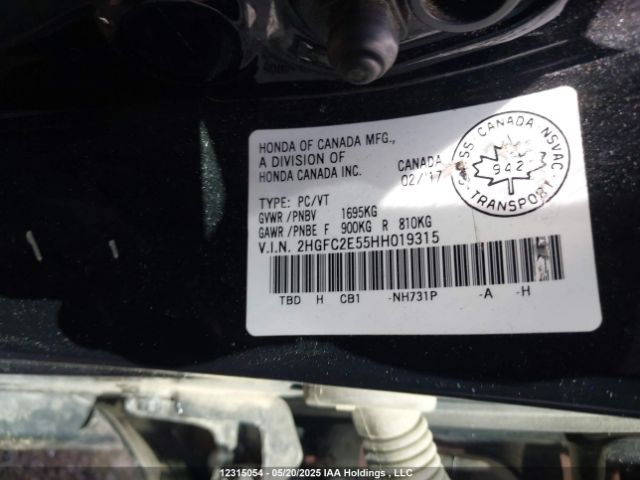 HONDA OF CANADA MFG.,
A DIVISION OF
HONDA CANADA INC.
CANADA
02/'17
CANADA NSVAC
942
TRANSPORT
TYPE: PC/VT
GVWR /PNBV 1695KG
GAWR /PNBE F 900KG R 810KG
V.I.N. 2HGFC2E55HH019315
TBD H CB1 -NH731P -A -H
12315054 - 05/20/2025 IAA Holdings , LLC